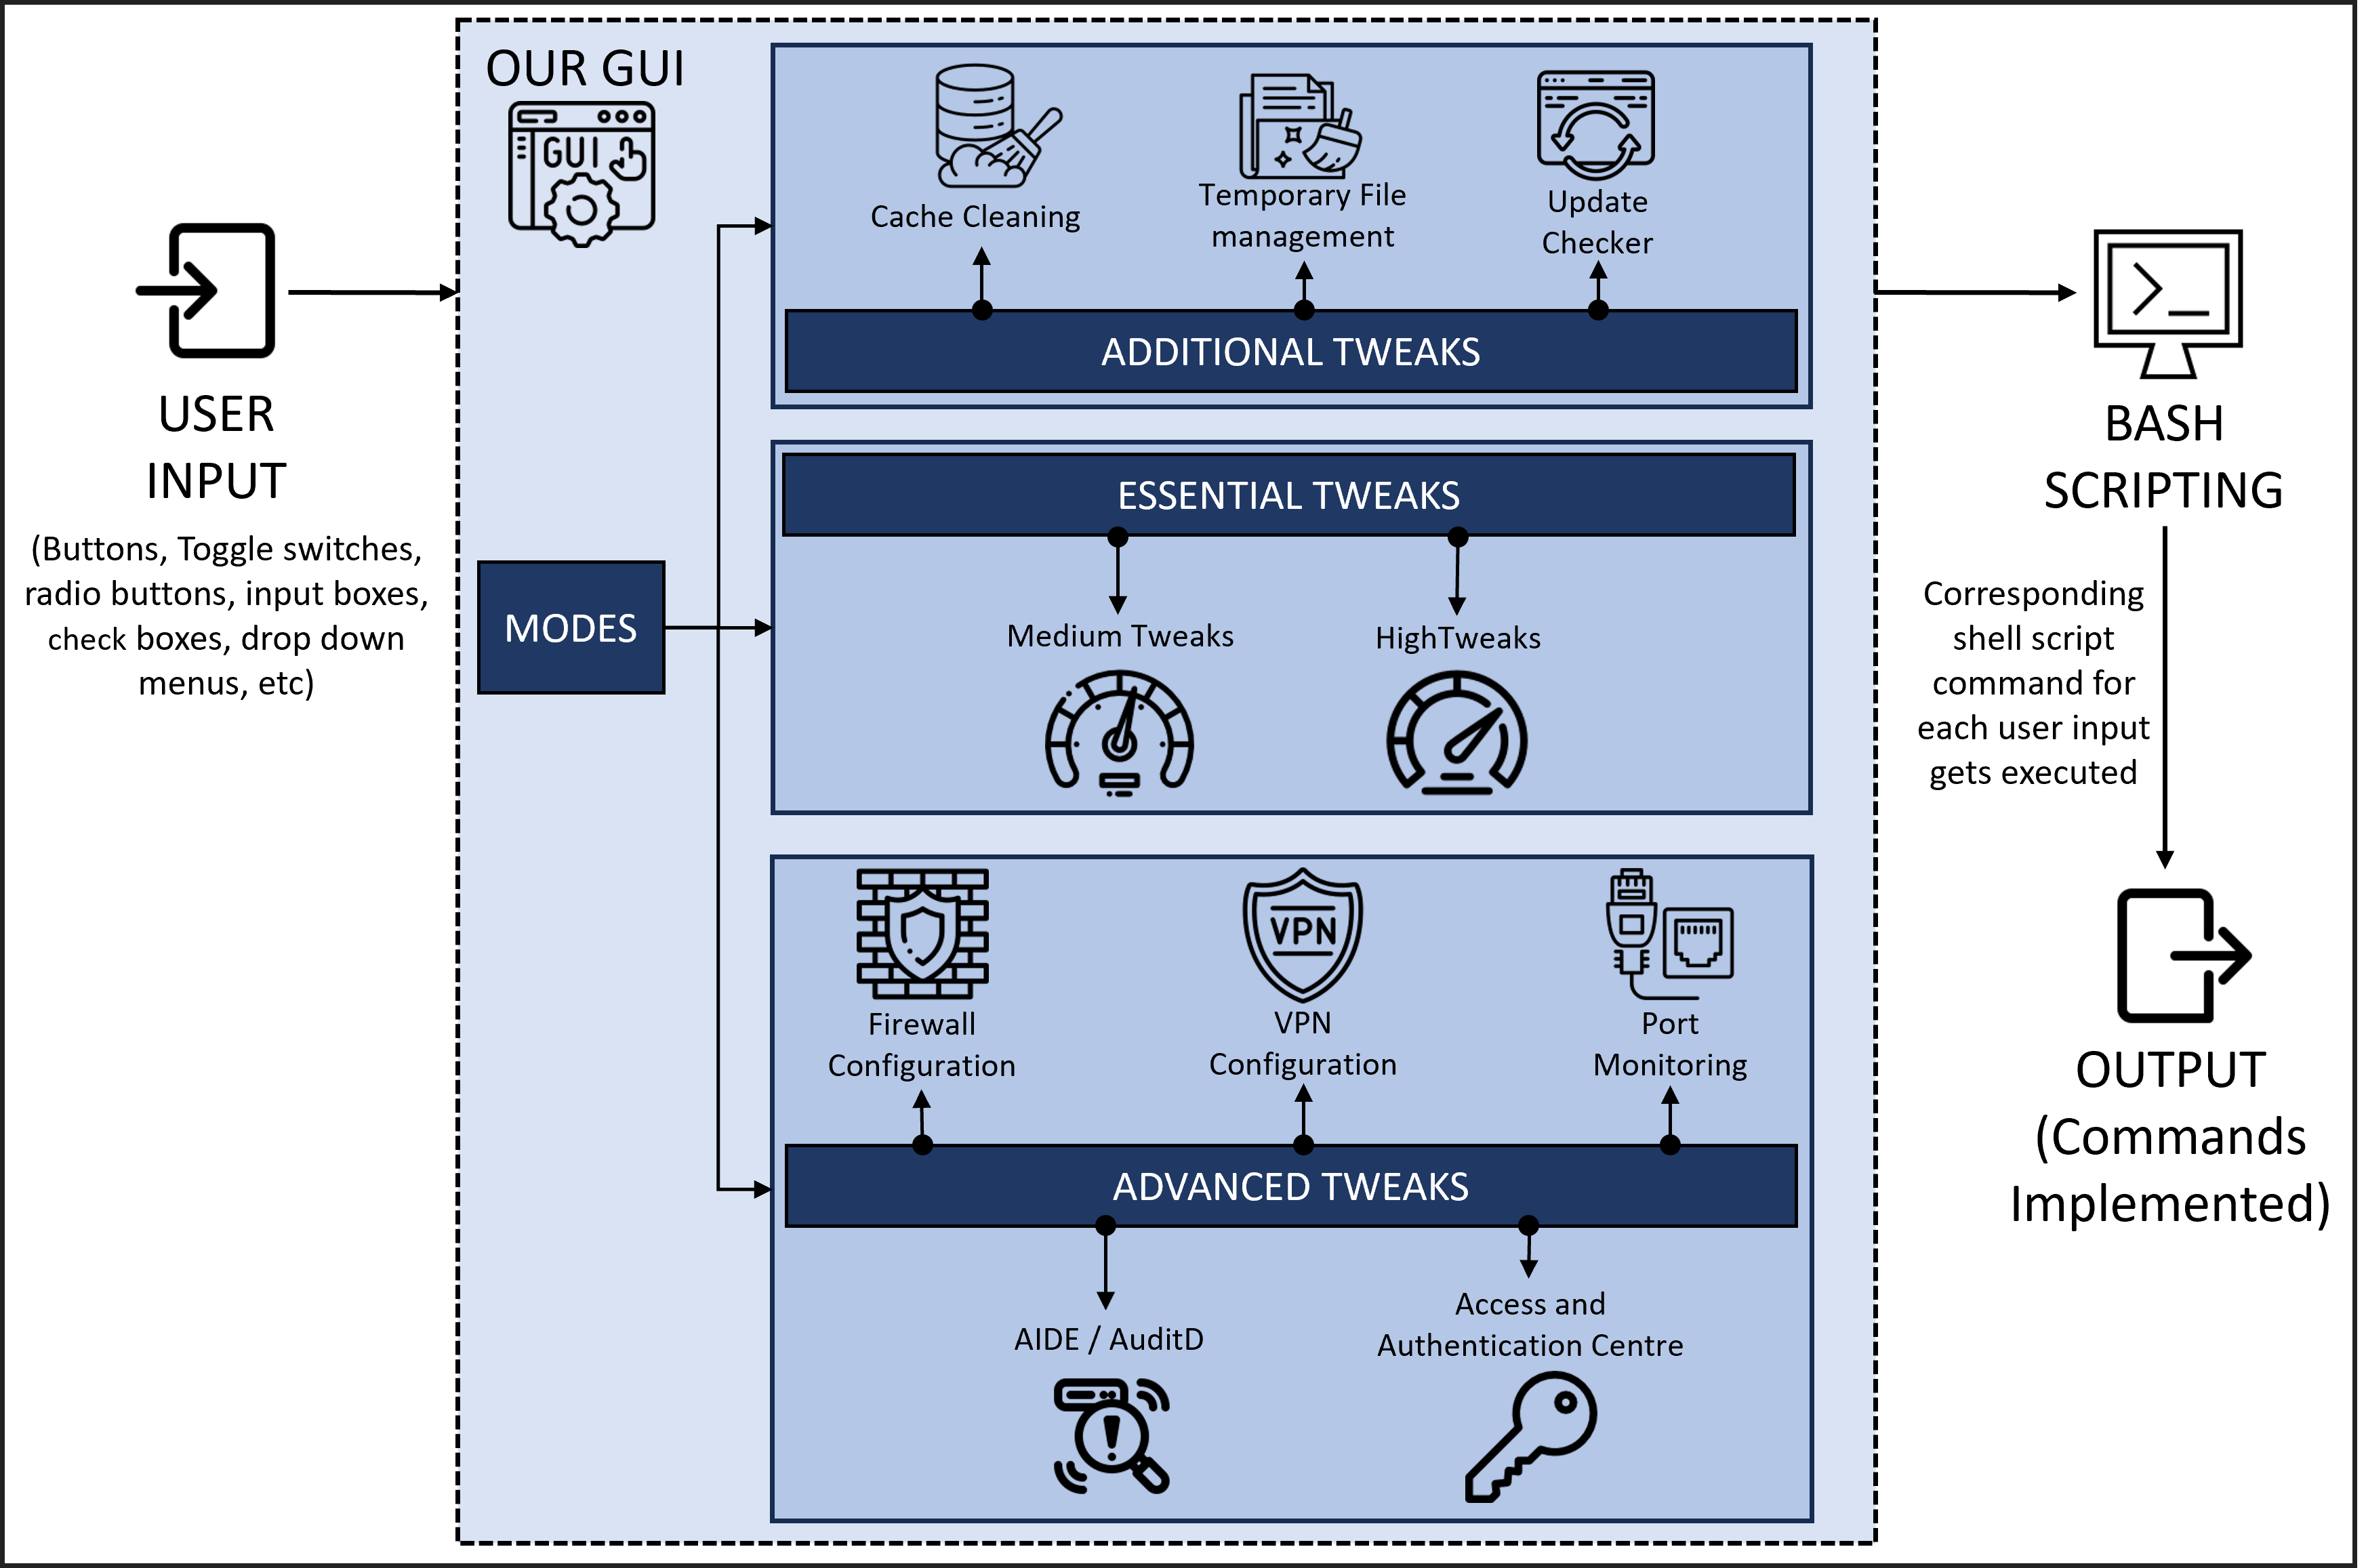 OUR GUI
GUI
Cache Cleaning
Temporary File
management
Update
Checker
ADDITIONAL TWEAKS
USER
INPUT
(Buttons, Toggle switches,
radio buttons, input boxes,
check boxes, drop down
menus, etc)
MODES
ESSENTIAL TWEAKS
Medium Tweaks
HighTweaks
Firewall
Configuration
VPN
VPN
Configuration
Port
Monitoring
ADVANCED TWEAKS
AIDE / AuditD
Access and
Authentication Centre
BASH
SCRIPTING
Corresponding
shell script
command for
each user input
gets executed
OUTPUT
(Commands
Implemented)